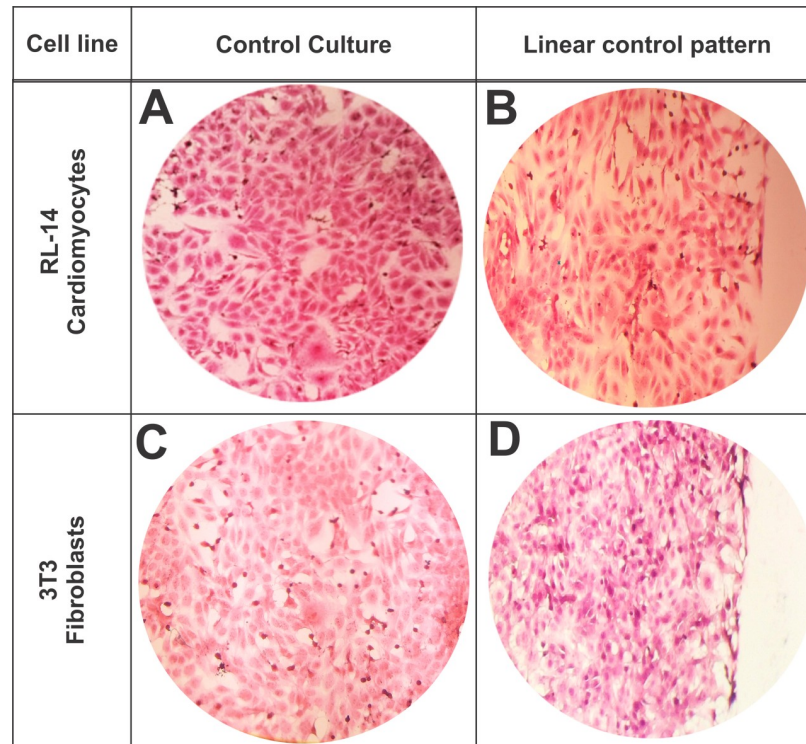 Cell line
Control Culture
Linear control pattern
RL-14
Cardiomyocytes
A
B
3T3
Fibroblasts
C
D